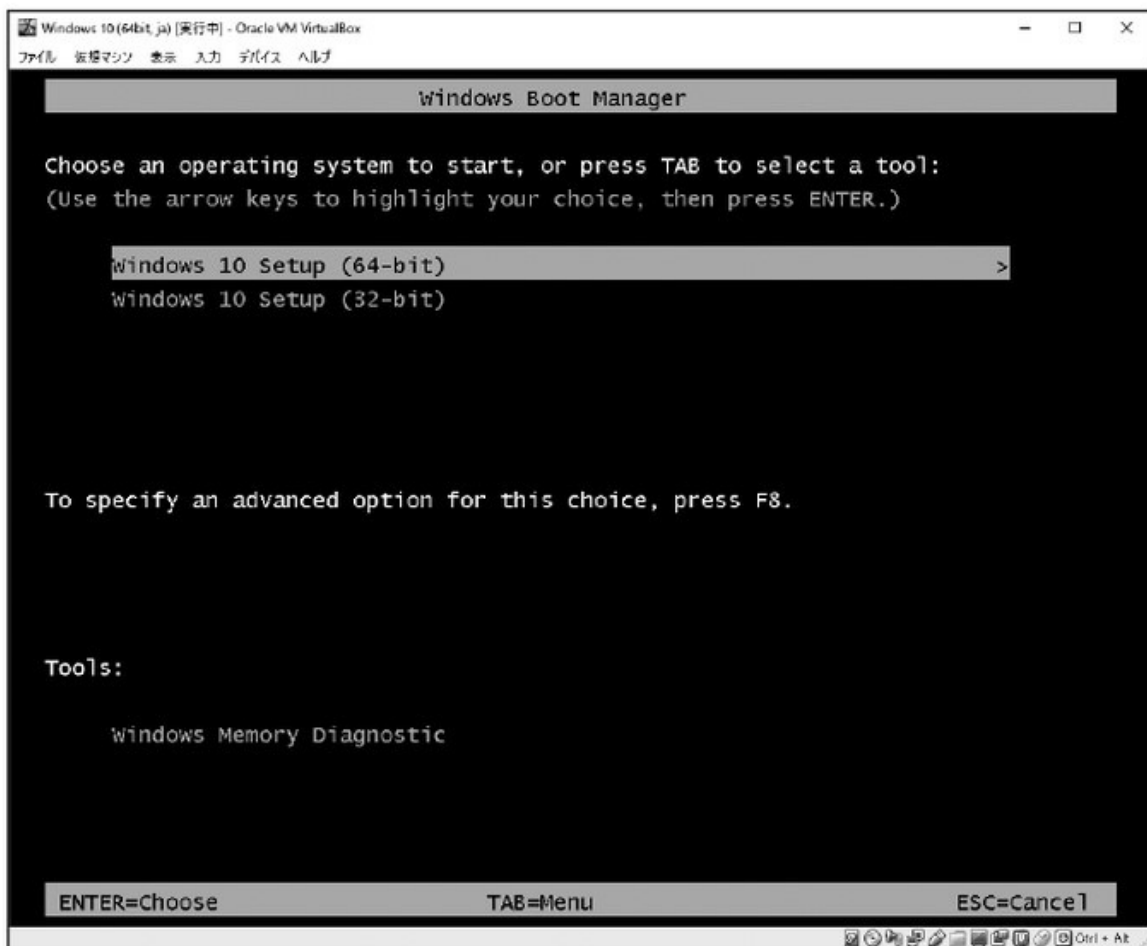 Windows 10 (64bit, ja) [実行中] - Oracle VM VirtualBox
ファイル 仮想マシン 表示 入力 デバイス ヘルプ
Windows Boot Manager
Choose an operating system to start, or press TAB to select a tool:
(Use the arrow keys to highlight your choice, then press ENTER.)
Windows 10 Setup (64-bit) >
Windows 10 Setup (32-bit)
To specify an advanced option for this choice, press F8.
Tools:
Windows Memory Diagnostic
ENTER=Choose TAB=Menu ESC=Cancel
Ctrl + Alt